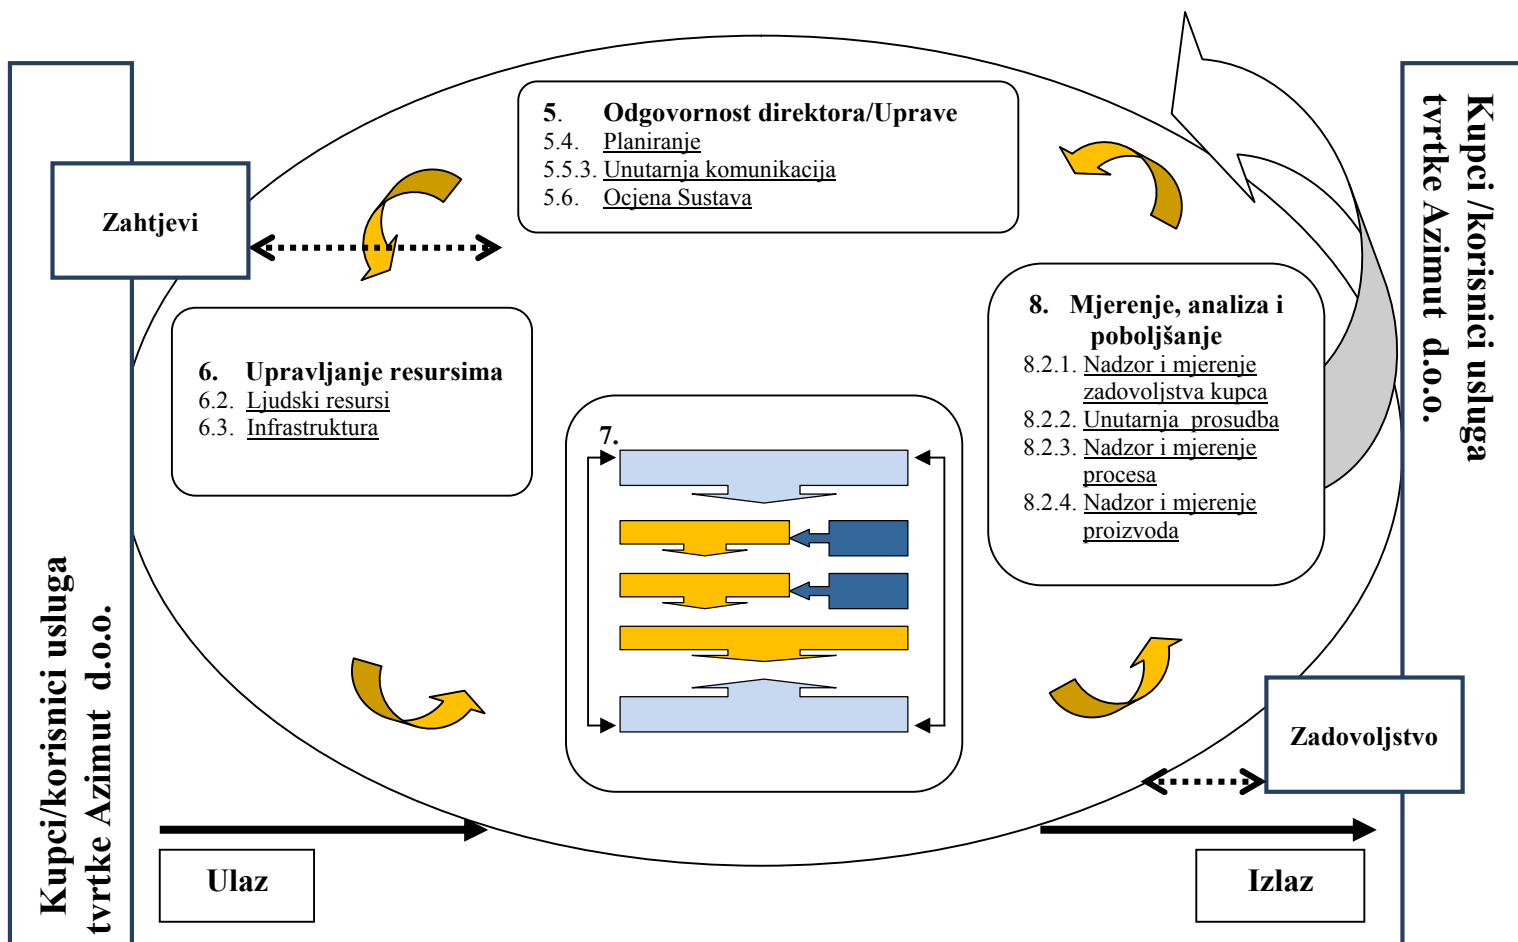 5. Odgovornost direktora/Uprave
5.4. Planiranje
5.5.3. Unutarnja komunikacija
5.6. Ocjena Sustava
Zahtjevi
6. Upravljanje resursima
6.2. Ljudski resursi
6.3. Infrastruktura
7.
8. Mjerenje, analiza i
poboljšanje
8.2.1. Nadzor i mjerenje
zadovoljstva kupca
8.2.2. Unutarnja prosudba
8.2.3. Nadzor i mjerenje
procesa
8.2.4. Nadzor i mjerenje
proizvoda
Kupci /korisnici usluga
tvrtke Azimut d.o.o.
Kupci/korisnici usluga
tvrtke Azimut d.o.o.
Zadovoljstvo
Ulaz
Izlaz